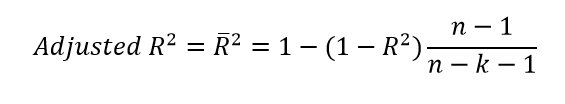 Adjusted R² = R̄² = 1 − (1 − R²) (n − 1)/(n − k − 1)